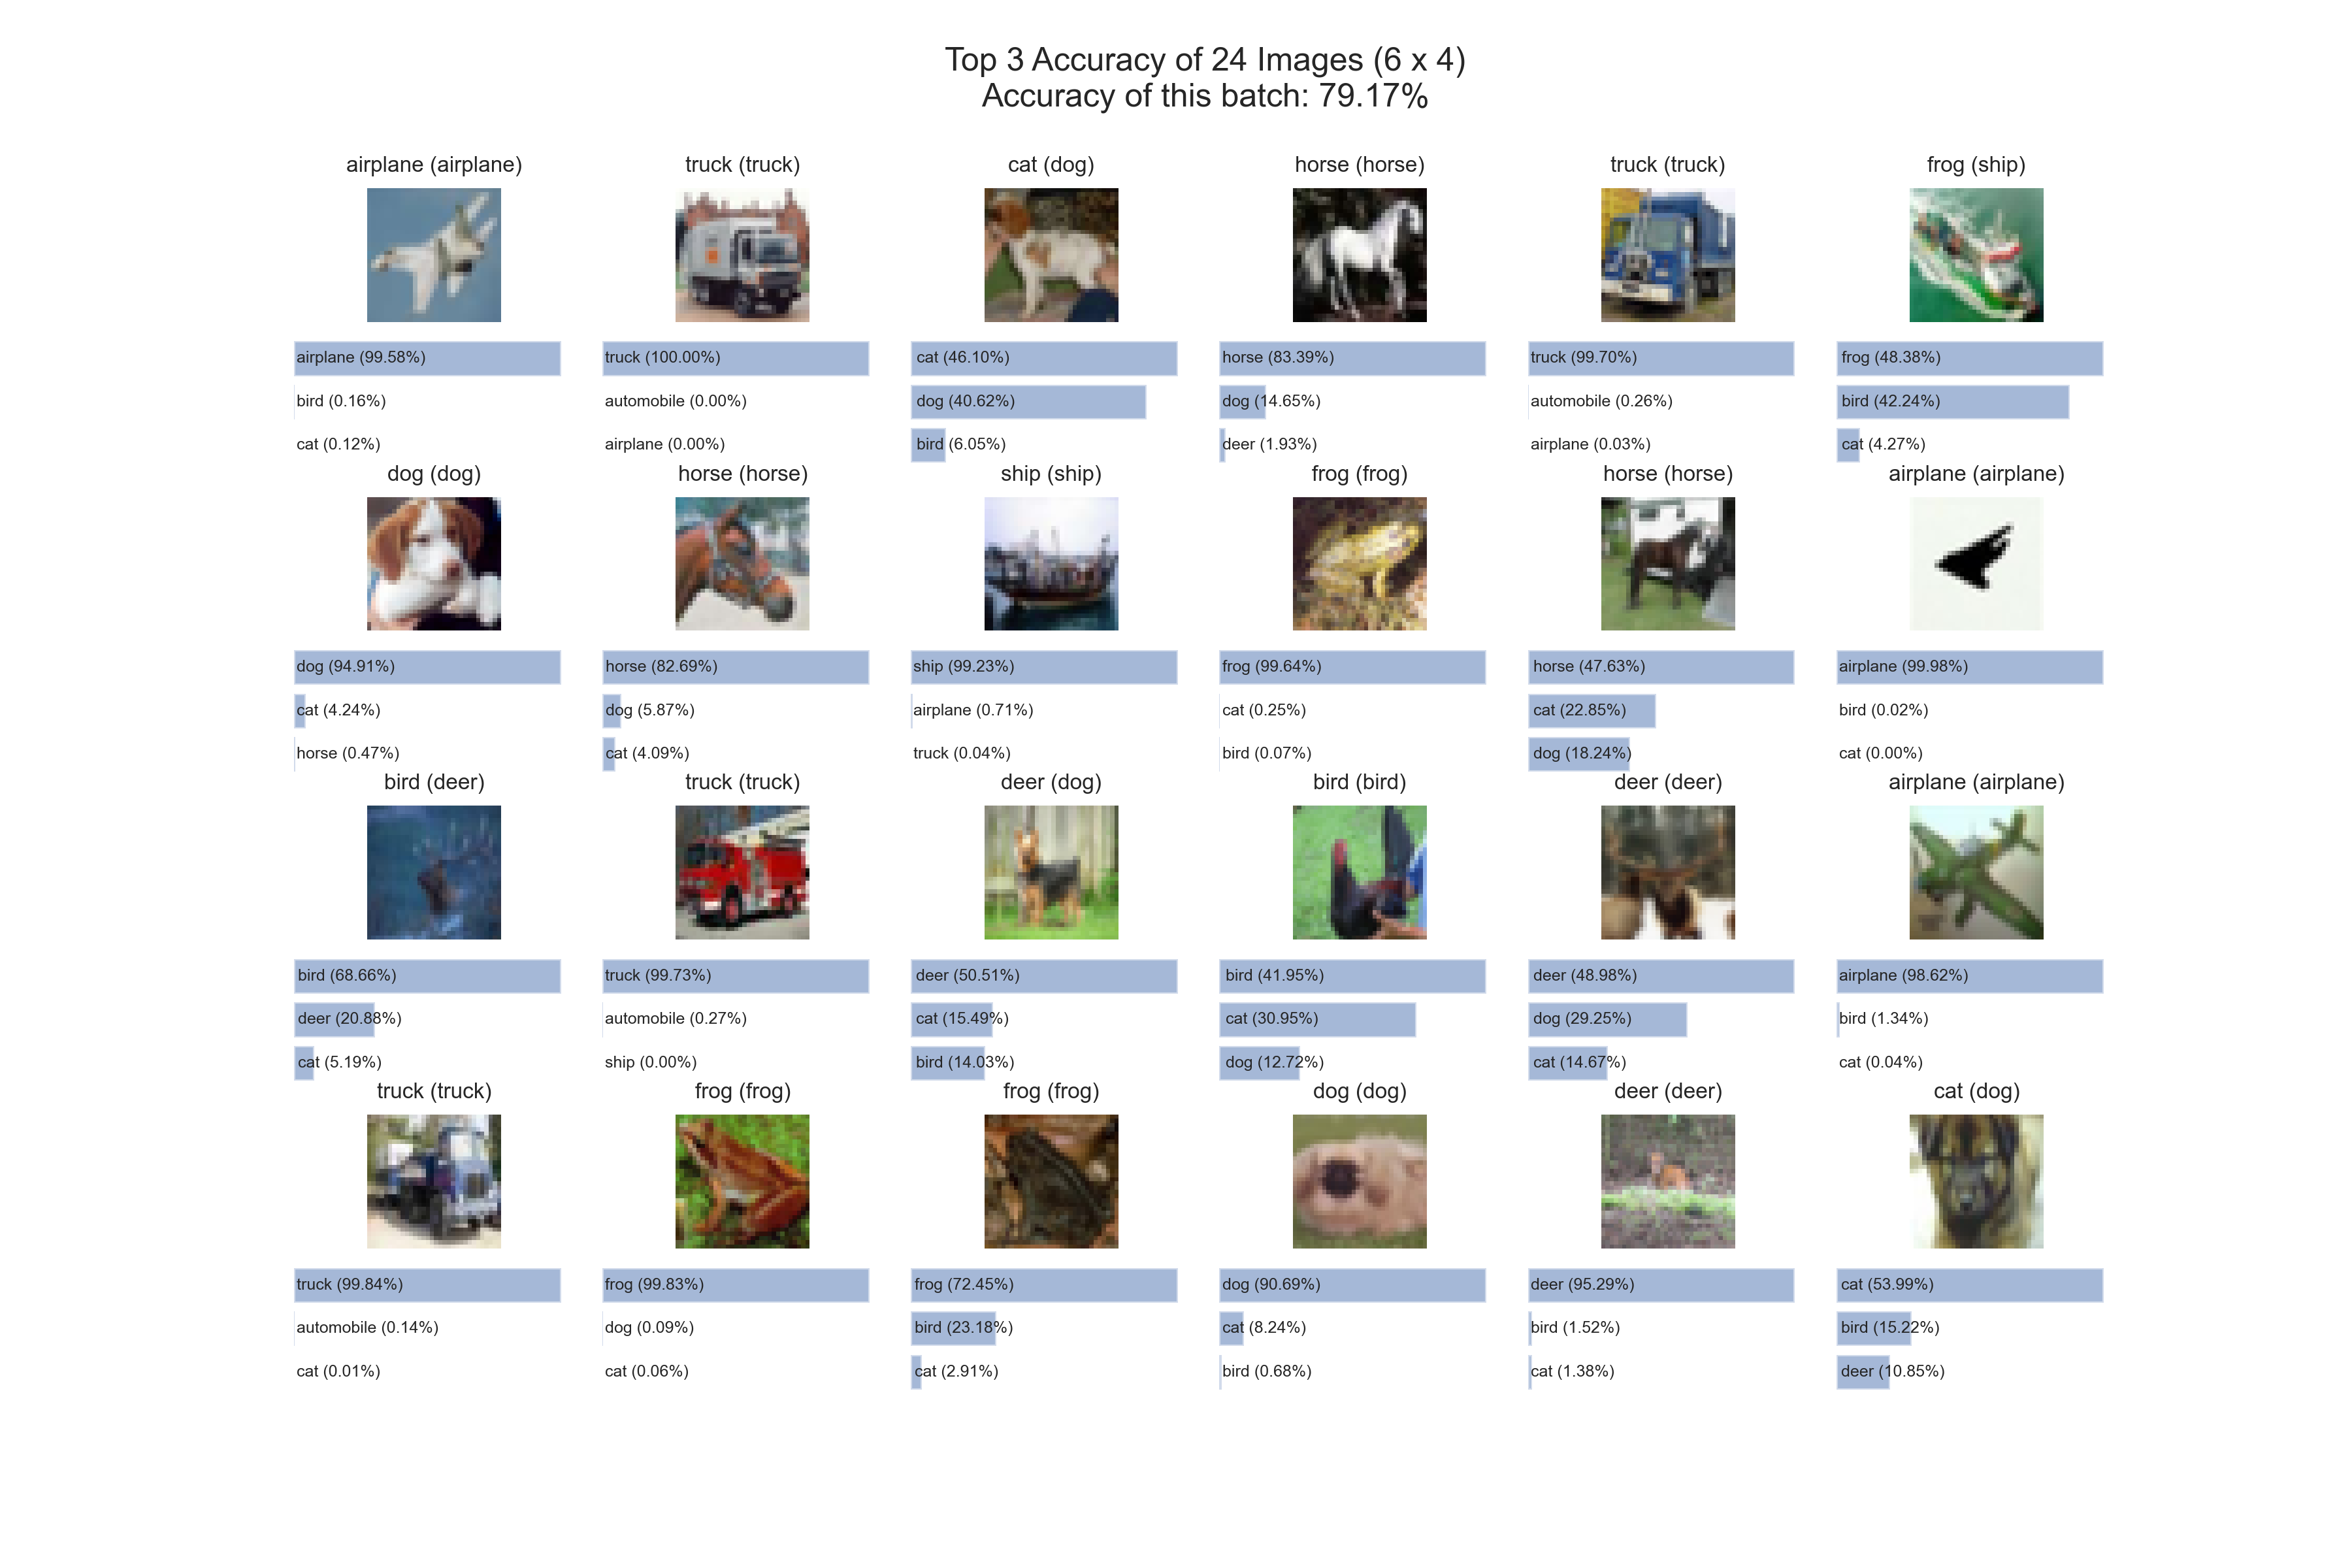 Top 3 Accuracy of 24 Images (6 x 4)
Accuracy of this batch: 79.17%
airplane (airplane)
airplane (99.58%)
bird (0.16%)
cat (0.12%)
truck (truck)
truck (100.00%)
automobile (0.00%)
airplane (0.00%)
cat (dog)
cat (46.10%)
dog (40.62%)
bird (6.05%)
horse (horse)
horse (83.39%)
dog (14.65%)
deer (1.93%)
truck (truck)
truck (99.70%)
automobile (0.26%)
airplane (0.03%)
frog (ship)
frog (48.38%)
bird (42.24%)
cat (4.27%)
dog (dog)
dog (94.91%)
cat (4.24%)
horse (0.47%)
horse (horse)
horse (82.69%)
dog (5.87%)
cat (4.09%)
ship (ship)
ship (99.23%)
airplane (0.71%)
truck (0.04%)
frog (frog)
frog (99.64%)
cat (0.25%)
bird (0.07%)
horse (horse)
horse (47.63%)
cat (22.85%)
dog (18.24%)
airplane (airplane)
airplane (99.98%)
bird (0.02%)
cat (0.00%)
bird (deer)
bird (68.66%)
deer (20.88%)
cat (5.19%)
truck (truck)
truck (99.73%)
automobile (0.27%)
ship (0.00%)
deer (dog)
deer (50.51%)
cat (15.49%)
bird (14.03%)
bird (bird)
bird (41.95%)
cat (30.95%)
dog (12.72%)
deer (deer)
deer (48.98%)
dog (29.25%)
cat (14.67%)
airplane (airplane)
airplane (98.62%)
bird (1.34%)
cat (0.04%)
truck (truck)
truck (99.84%)
automobile (0.14%)
cat (0.01%)
frog (frog)
frog (99.83%)
dog (0.09%)
cat (0.06%)
frog (frog)
frog (72.45%)
bird (23.18%)
cat (2.91%)
dog (dog)
dog (90.69%)
cat (8.24%)
bird (0.68%)
deer (deer)
deer (95.29%)
bird (1.52%)
cat (1.38%)
cat (dog)
cat (53.99%)
bird (15.22%)
deer (10.85%)